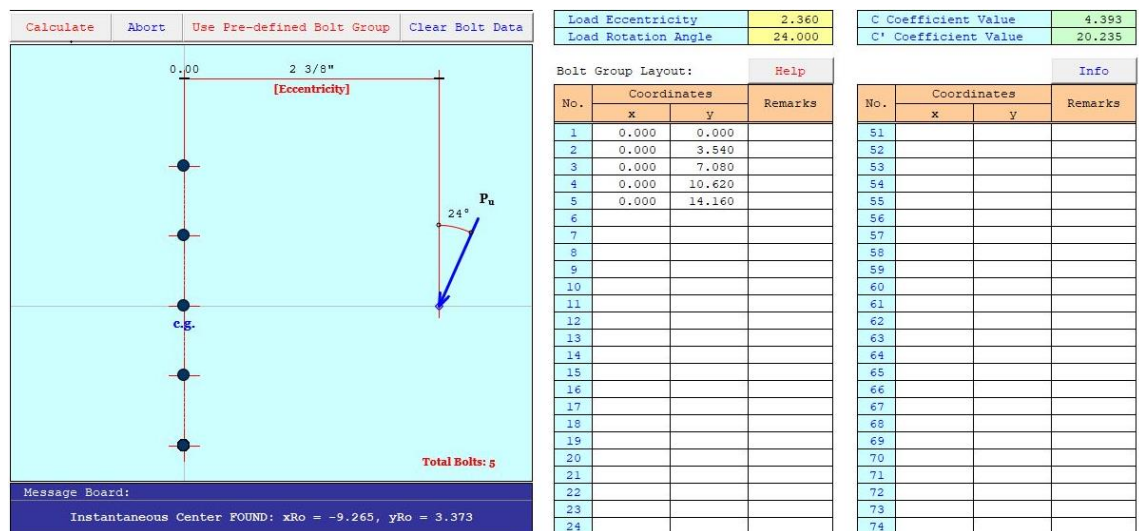 Calculate Abort Use Pre-defined Bolt Group Clear Bolt Data
0.00 2 3/8"
[Eccentricity]
Pu
24°
c.g.
Total Bolts: 5
Message Board:
Instantaneous Center FOUND: xRo = -9.265, yRo = 3.373
Load Eccentricity 2.360
Load Rotation Angle 24.000
Bolt Group Layout: Help
No. Coordinates Remarks
x y
1 0.000 0.000
2 0.000 3.540
3 0.000 7.080
4 0.000 10.620
5 0.000 14.160
6
7
8
9
10
11
12
13
14
15
16
17
18
19
20
21
22
23
24
C Coefficient Value 4.393
C' Coefficient Value 20.235
Info
No. Coordinates Remarks
x y
51
52
53
54
55
56
57
58
59
60
61
62
63
64
65
66
67
68
69
70
71
72
73
74